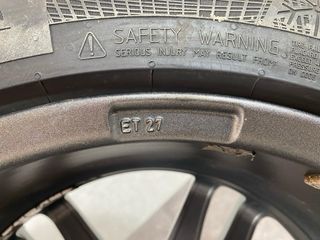 SAFETY WARNING
SERIOUS INJURY MAY RESULT FROM
ET 27